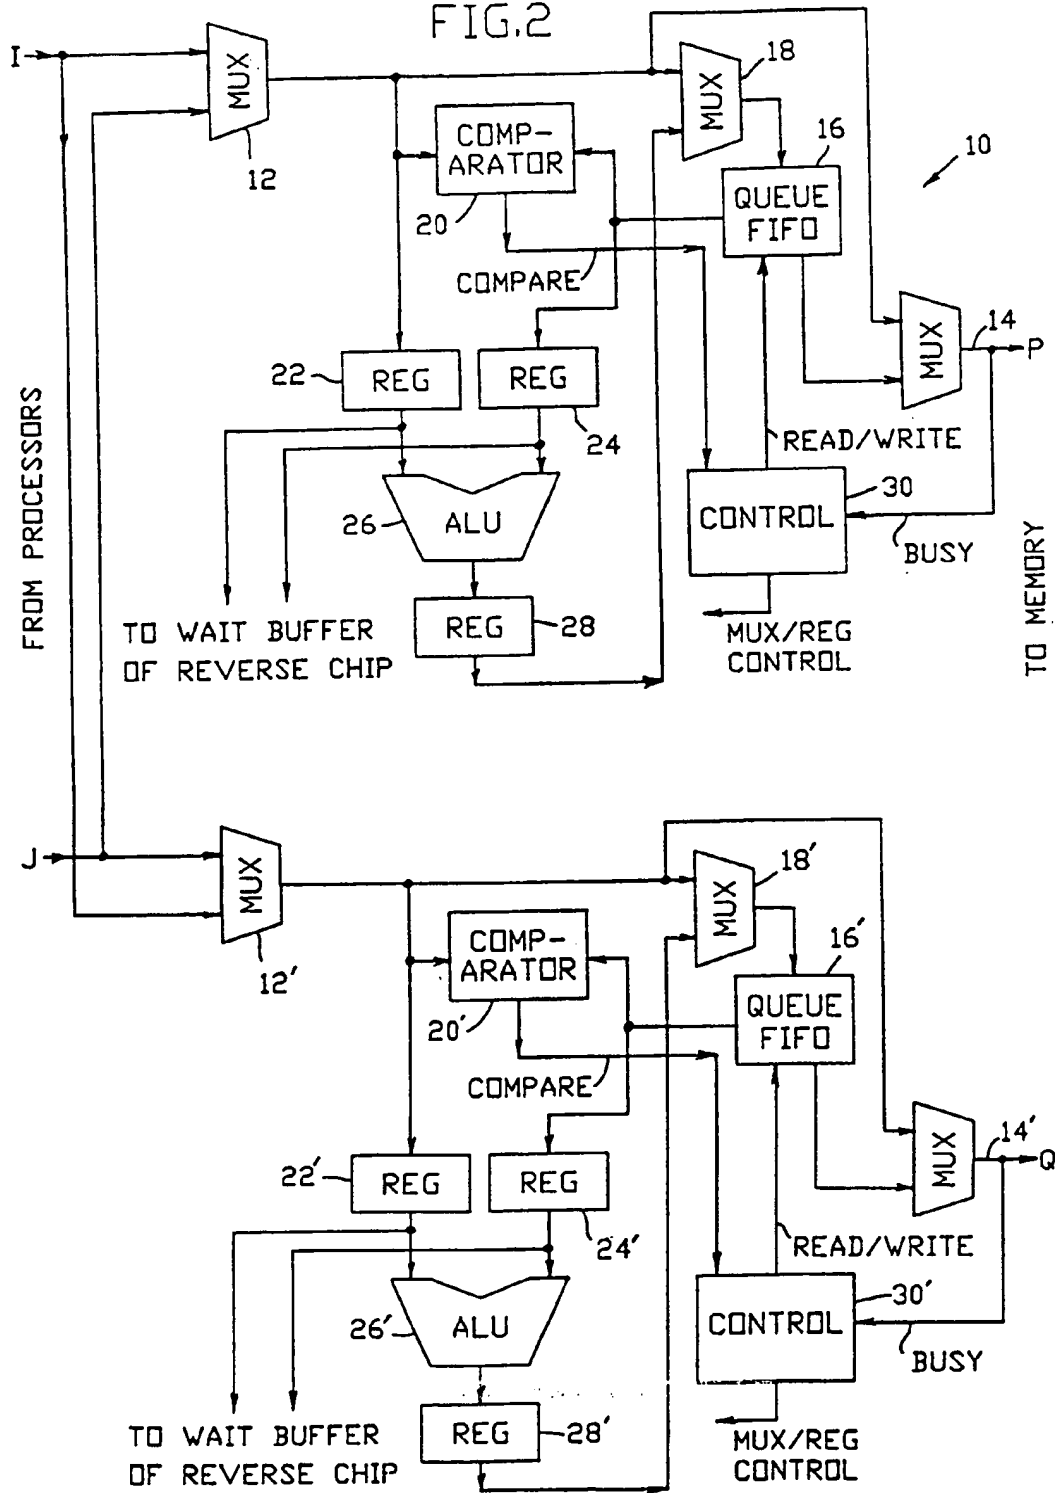 FIG.2
I
MUX
12
COMP-
ARATOR
20
COMPARE
MUX
18
16
QUEUE
FIFO
10
MUX
14
P
22
REG
REG
24
READ/WRITE
26
ALU
CONTROL
30
BUSY
REG
28
MUX/REG
CONTROL
TO WAIT BUFFER
OF REVERSE CHIP
FROM PROCESSORS
TO MEMORY
J
MUX
12'
COMP-
ARATOR
20'
COMPARE
MUX
18'
16'
QUEUE
FIFO
MUX
14'
Q
22'
REG
REG
24'
READ/WRITE
26'
ALU
CONTROL
30'
BUSY
REG
28'
MUX/REG
CONTROL
TO WAIT BUFFER
OF REVERSE CHIP